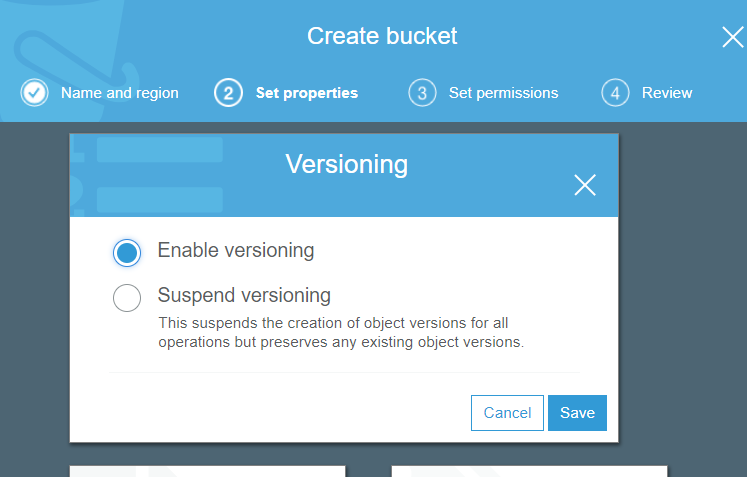 Create bucket
Name and region
2 Set properties
3 Set permissions
4 Review
Versioning
Enable versioning
Suspend versioning
This suspends the creation of object versions for all
operations but preserves any existing object versions.
Cancel
Save